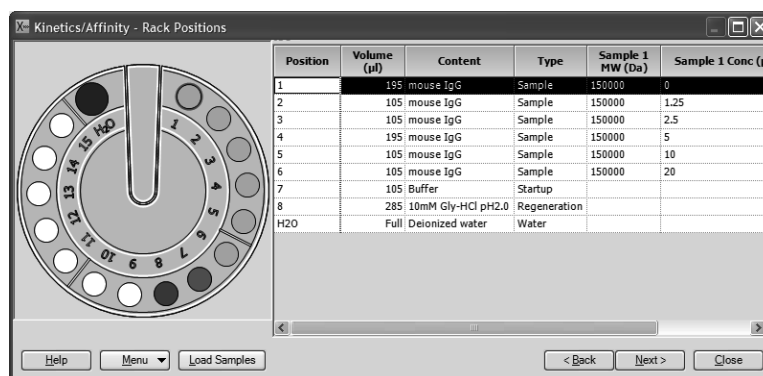 Kinetics/Affinity - Rack Positions
Position Volume (µl) Content Type Sample 1 MW (Da) Sample 1 Conc (µ
1 195 mouse IgG Sample 150000 0
2 105 mouse IgG Sample 150000 1.25
3 105 mouse IgG Sample 150000 2.5
4 195 mouse IgG Sample 150000 5
5 105 mouse IgG Sample 150000 10
6 105 mouse IgG Sample 150000 20
7 105 Buffer Startup
8 285 10mM Gly-HCl pH2.0 Regeneration
H2O Full Deionized water Water
H2O 1 2 3 4 5 6 7 8 9 10 11 12 13 14 15
Help Menu Load Samples < Back Next > Close